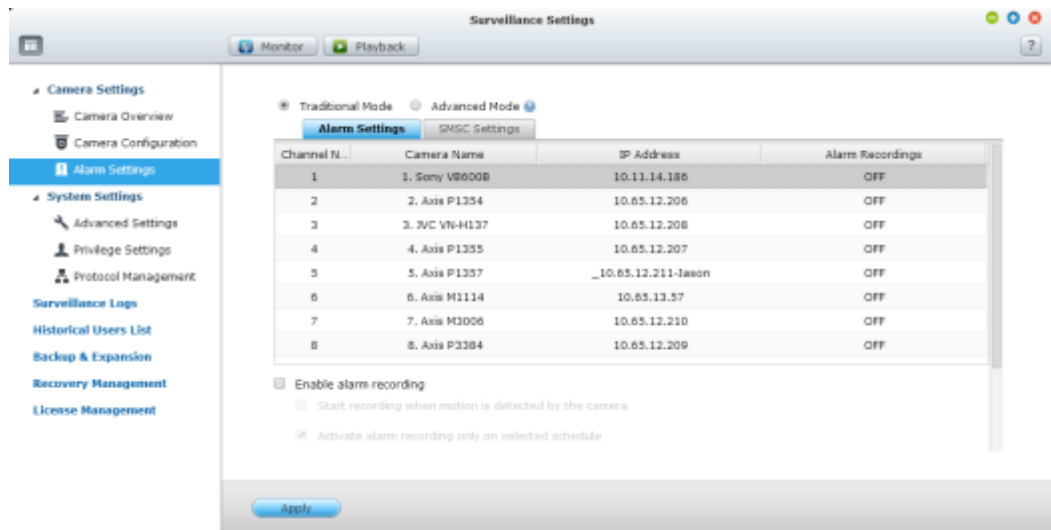 Surveillance Settings
Monitor Playback ?
Camera Settings
Camera Overview
Camera Configuration
Alarm Settings
System Settings
Advanced Settings
Privilege Settings
Protocol Management
Surveillance Logs
Historical Users List
Backup & Expansion
Recovery Management
License Management
Traditional Mode Advanced Mode
Alarm Settings SMSC Settings
Channel N... Camera Name IP Address Alarm Recordings
1 1. Sony VB600B 10.11.14.186 OFF
2 2. Axis P1354 10.65.12.206 OFF
3 3. JVC VN-H137 10.65.12.208 OFF
4 4. Axis P1355 10.65.12.207 OFF
5 5. Axis P1357 _10.65.12.211-Jason OFF
6 6. Axis M1114 10.65.13.57 OFF
7 7. Axis M3006 10.65.12.210 OFF
8 8. Axis P3384 10.65.12.209 OFF
Enable alarm recording
Start recording when motion is detected by the camera
Activate alarm recording only on selected schedule
Apply